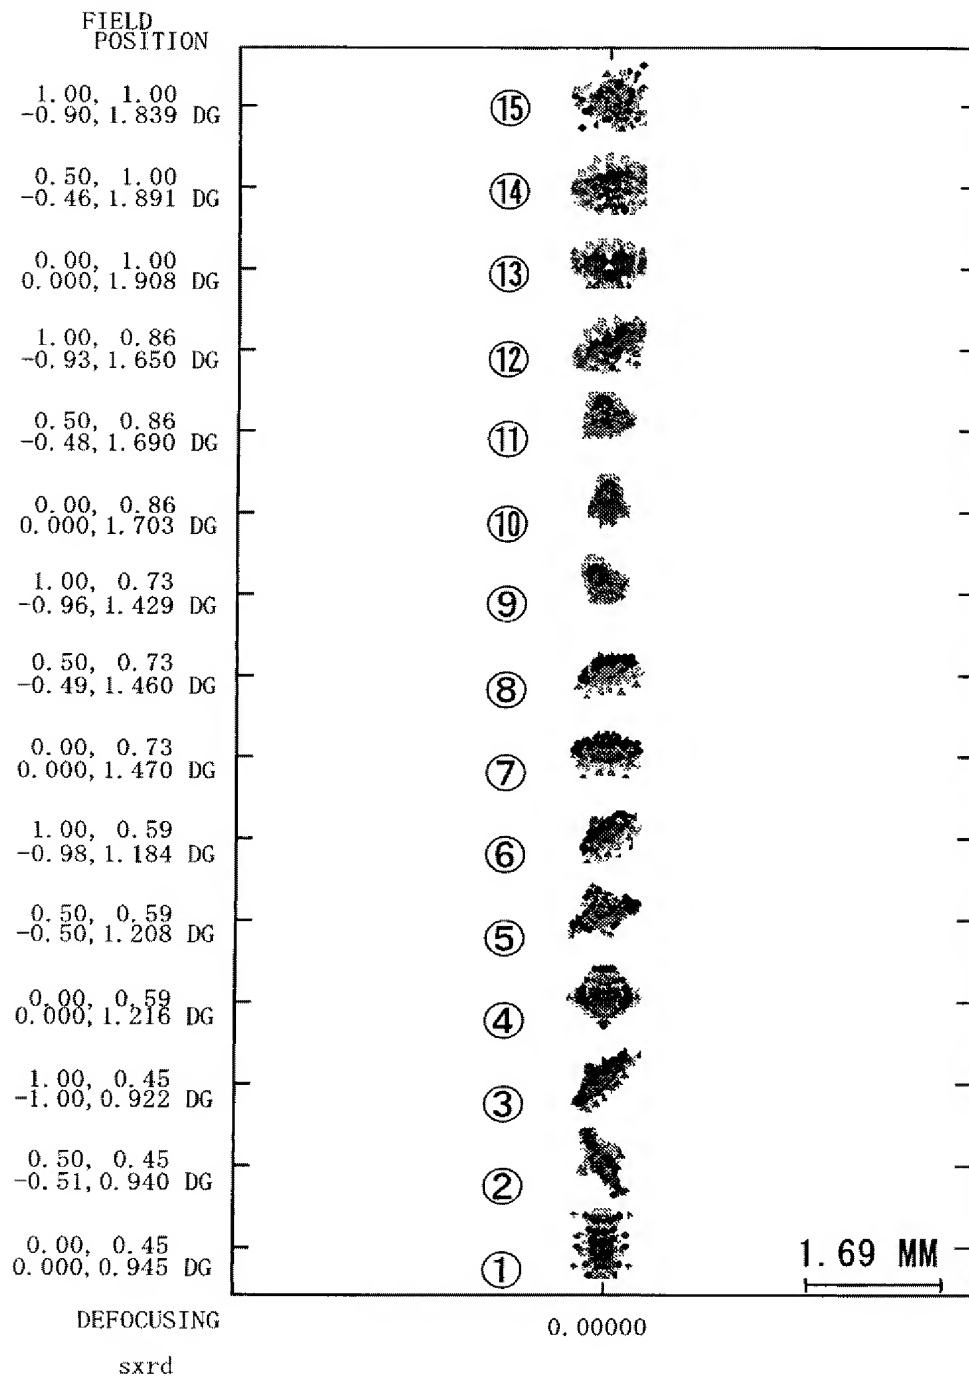 FIELD
POSITION
1.00, 1.00
-0.90, 1.839 DG
⑮
0.50, 1.00
-0.46, 1.891 DG
⑭
0.00, 1.00
0.000, 1.908 DG
⑬
1.00, 0.86
-0.93, 1.650 DG
⑫
0.50, 0.86
-0.48, 1.690 DG
⑪
0.00, 0.86
0.000, 1.703 DG
⑩
1.00, 0.73
-0.96, 1.429 DG
⑨
0.50, 0.73
-0.49, 1.460 DG
⑧
0.00, 0.73
0.000, 1.470 DG
⑦
1.00, 0.59
-0.98, 1.184 DG
⑥
0.50, 0.59
-0.50, 1.208 DG
⑤
0.00, 0.59
0.000, 1.216 DG
④
1.00, 0.45
-1.00, 0.922 DG
③
0.50, 0.45
-0.51, 0.940 DG
②
0.00, 0.45
0.000, 0.945 DG
①
1.69 MM
DEFOCUSING
0.00000
sxrd